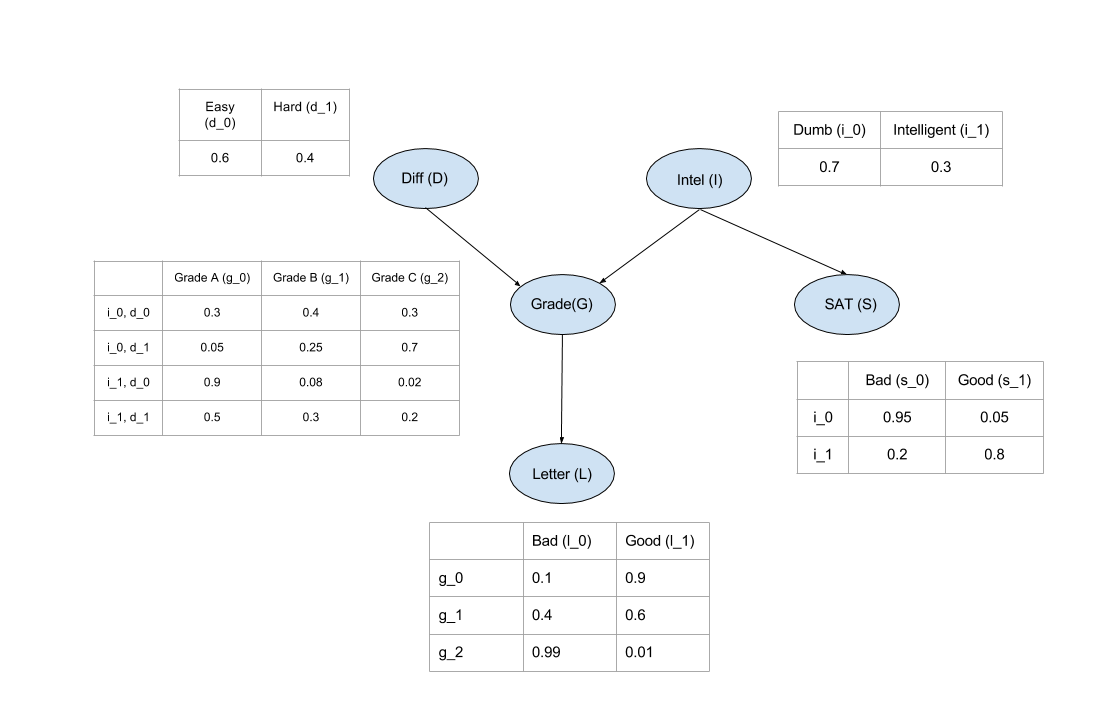 Easy (d_0) Hard (d_1)
0.6 0.4
Dumb (i_0) Intelligent (i_1)
0.7 0.3
Diff (D)
Intel (I)
Grade A (g_0) Grade B (g_1) Grade C (g_2)
i_0, d_0 0.3 0.4 0.3
i_0, d_1 0.05 0.25 0.7
i_1, d_0 0.9 0.08 0.02
i_1, d_1 0.5 0.3 0.2
Grade(G)
SAT (S)
Bad (s_0) Good (s_1)
i_0 0.95 0.05
i_1 0.2 0.8
Letter (L)
Bad (l_0) Good (l_1)
g_0 0.1 0.9
g_1 0.4 0.6
g_2 0.99 0.01